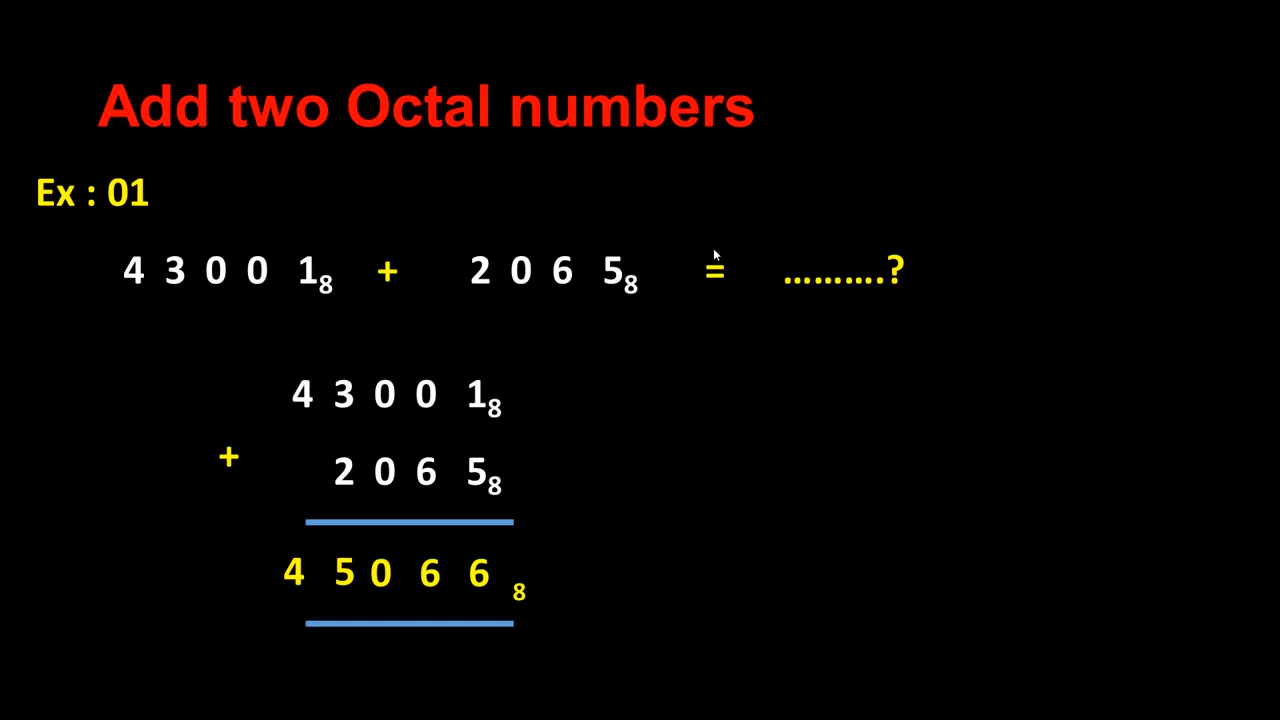 Add two Octal numbers
Ex : 01
4 3 0 0 1₈ + 2 0 6 5₈ = ……….?
4 3 0 0 1₈
+
2 0 6 5₈
4 5 0 6 6 ₈